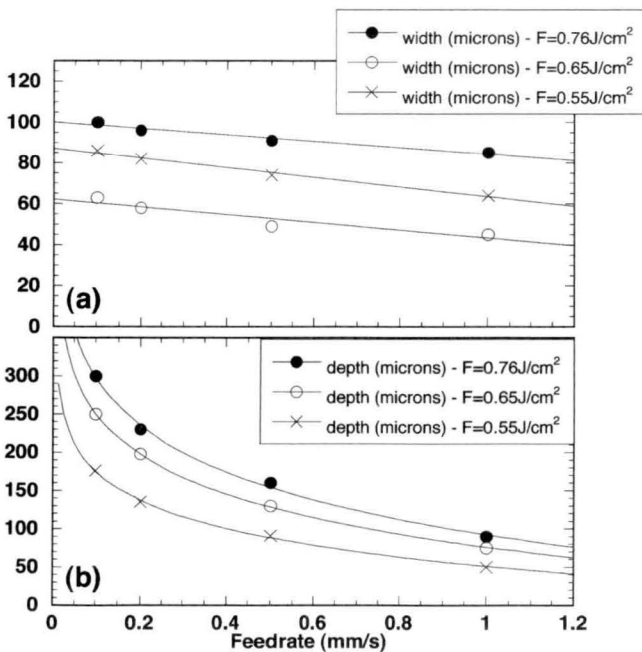 width (microns) - F=0.76J/cm²
width (microns) - F=0.65J/cm²
width (microns) - F=0.55J/cm²
120
100
80
60
40
20
0
(a)
depth (microns) - F=0.76J/cm²
depth (microns) - F=0.65J/cm²
depth (microns) - F=0.55J/cm²
300
250
200
150
100
50
0
(b)
0 0.2 0.4 0.6 0.8 1 1.2
Feedrate (mm/s)